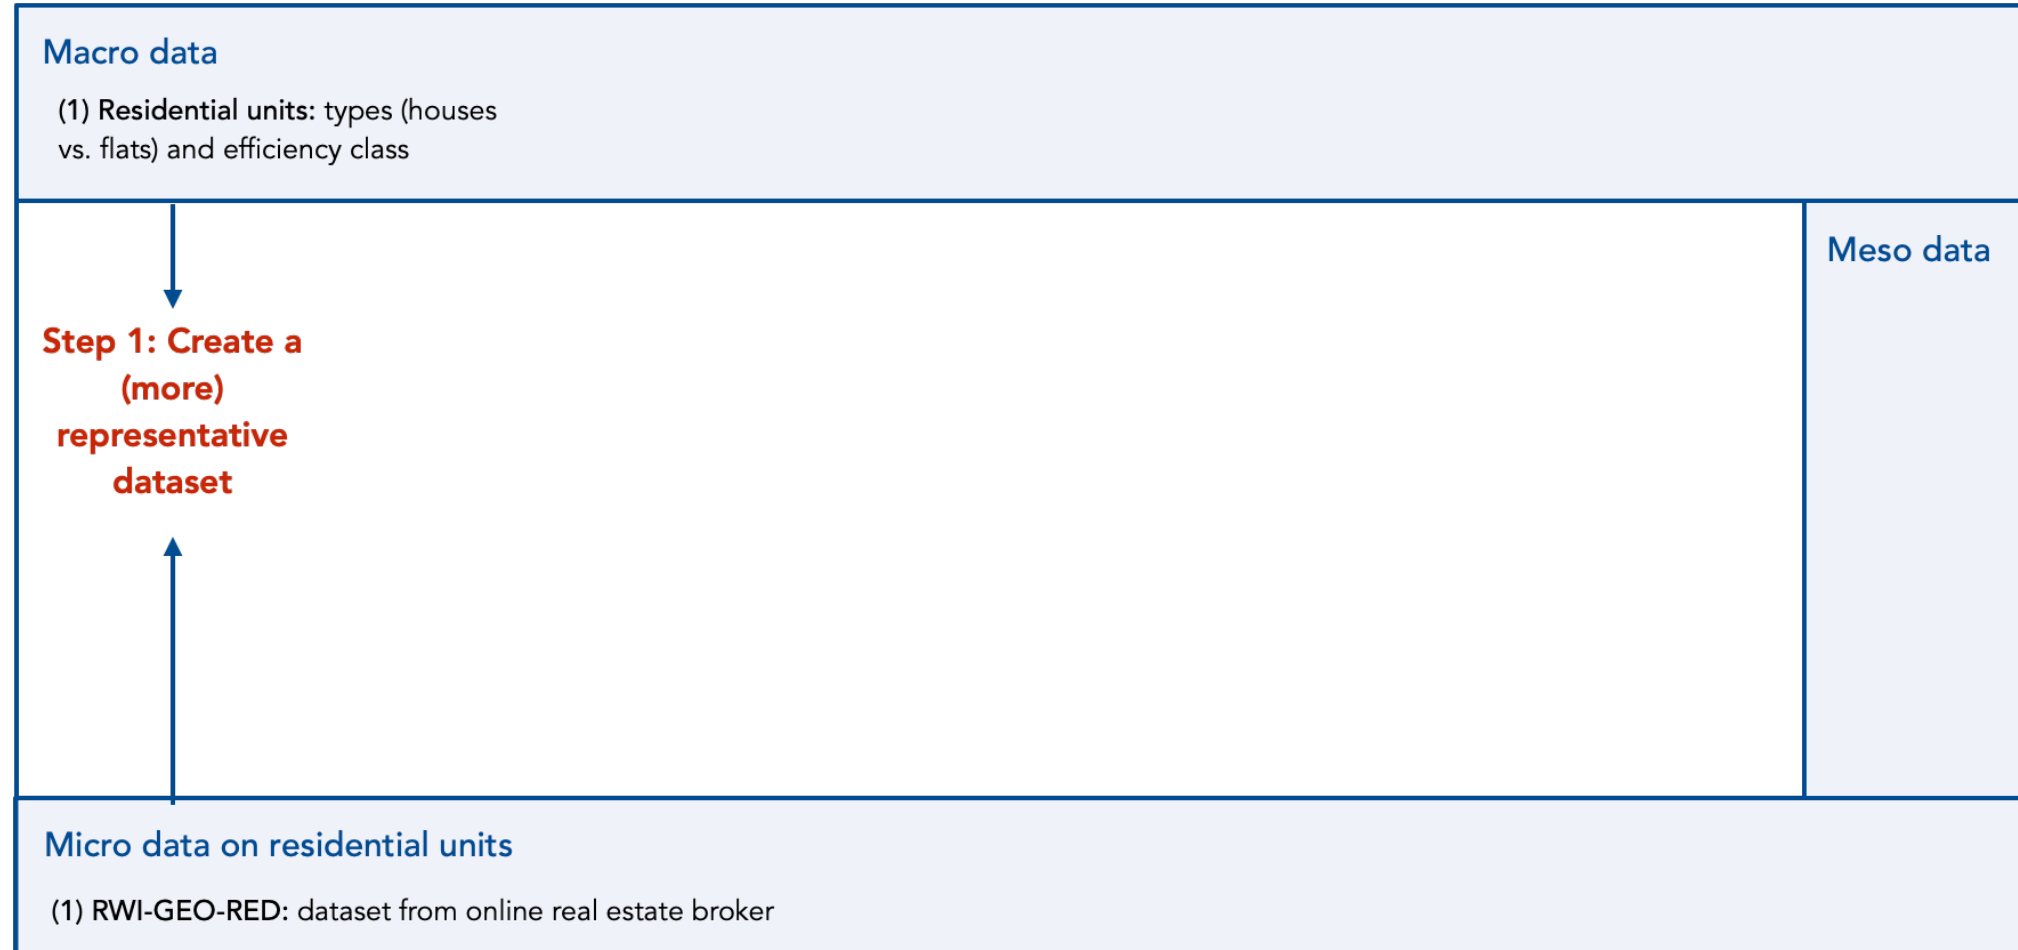 Macro data
(1) Residential units: types (houses
vs. flats) and efficiency class
Meso data
Step 1: Create a
(more)
representative
dataset
Micro data on residential units
(1) RWI-GEO-RED: dataset from online real estate broker